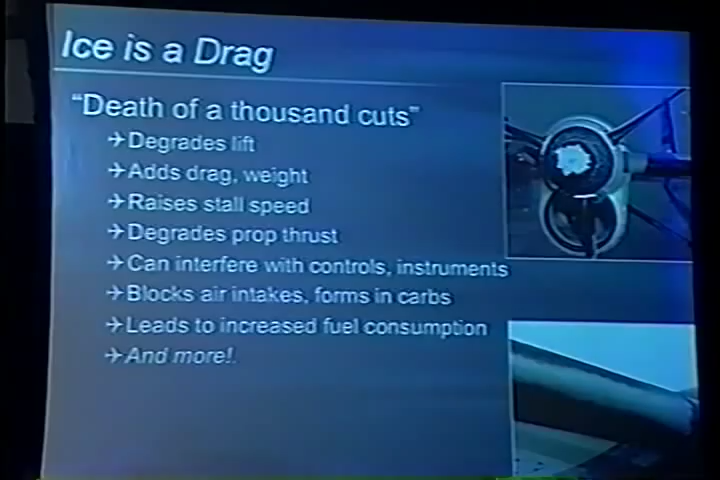 Ice is a Drag
“Death of a thousand cuts”
Degrades lift
Adds drag, weight
Raises stall speed
Degrades prop thrust
Can interfere with controls, instruments
Blocks air intakes, forms in carbs
Leads to increased fuel consumption
And more!